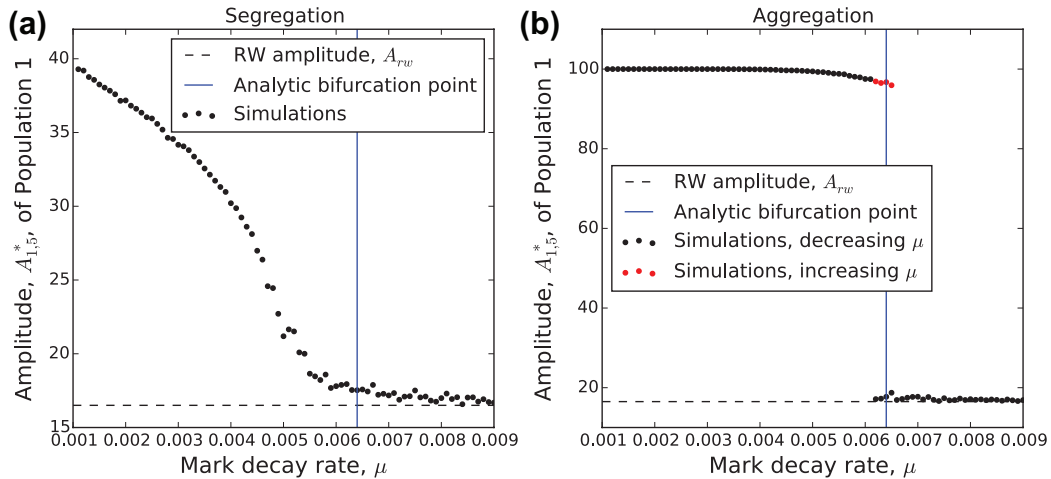 (a)
Segregation
Amplitude, A*1,5, of Population 1
40
35
30
25
20
15
RW amplitude, Arw
Analytic bifurcation point
Simulations
0.001 0.002 0.003 0.004 0.005 0.006 0.007 0.008 0.009
Mark decay rate, μ
(b)
Aggregation
Amplitude, A*1,5, of Population 1
100
80
60
40
20
RW amplitude, Arw
Analytic bifurcation point
Simulations, decreasing μ
Simulations, increasing μ
0.001 0.002 0.003 0.004 0.005 0.006 0.007 0.008 0.009
Mark decay rate, μ